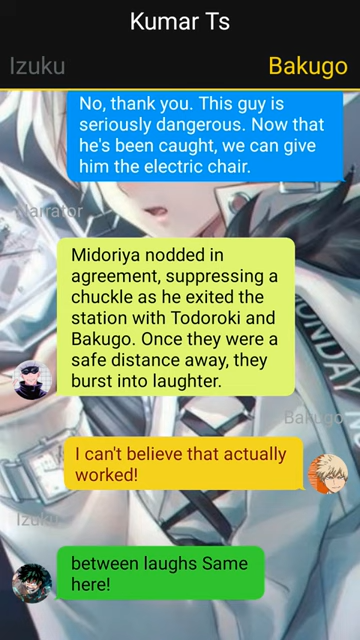 Kumar Ts
Izuku
Bakugo
No, thank you. This guy is
seriously dangerous. Now that
he's been caught, we can give
him the electric chair.
Narrator
Midoriya nodded in
agreement, suppressing a
chuckle as he exited the
station with Todoroki and
Bakugo. Once they were a
safe distance away, they
burst into laughter.
Bakugo
I can't believe that actually
worked!
Izuku
between laughs Same
here!